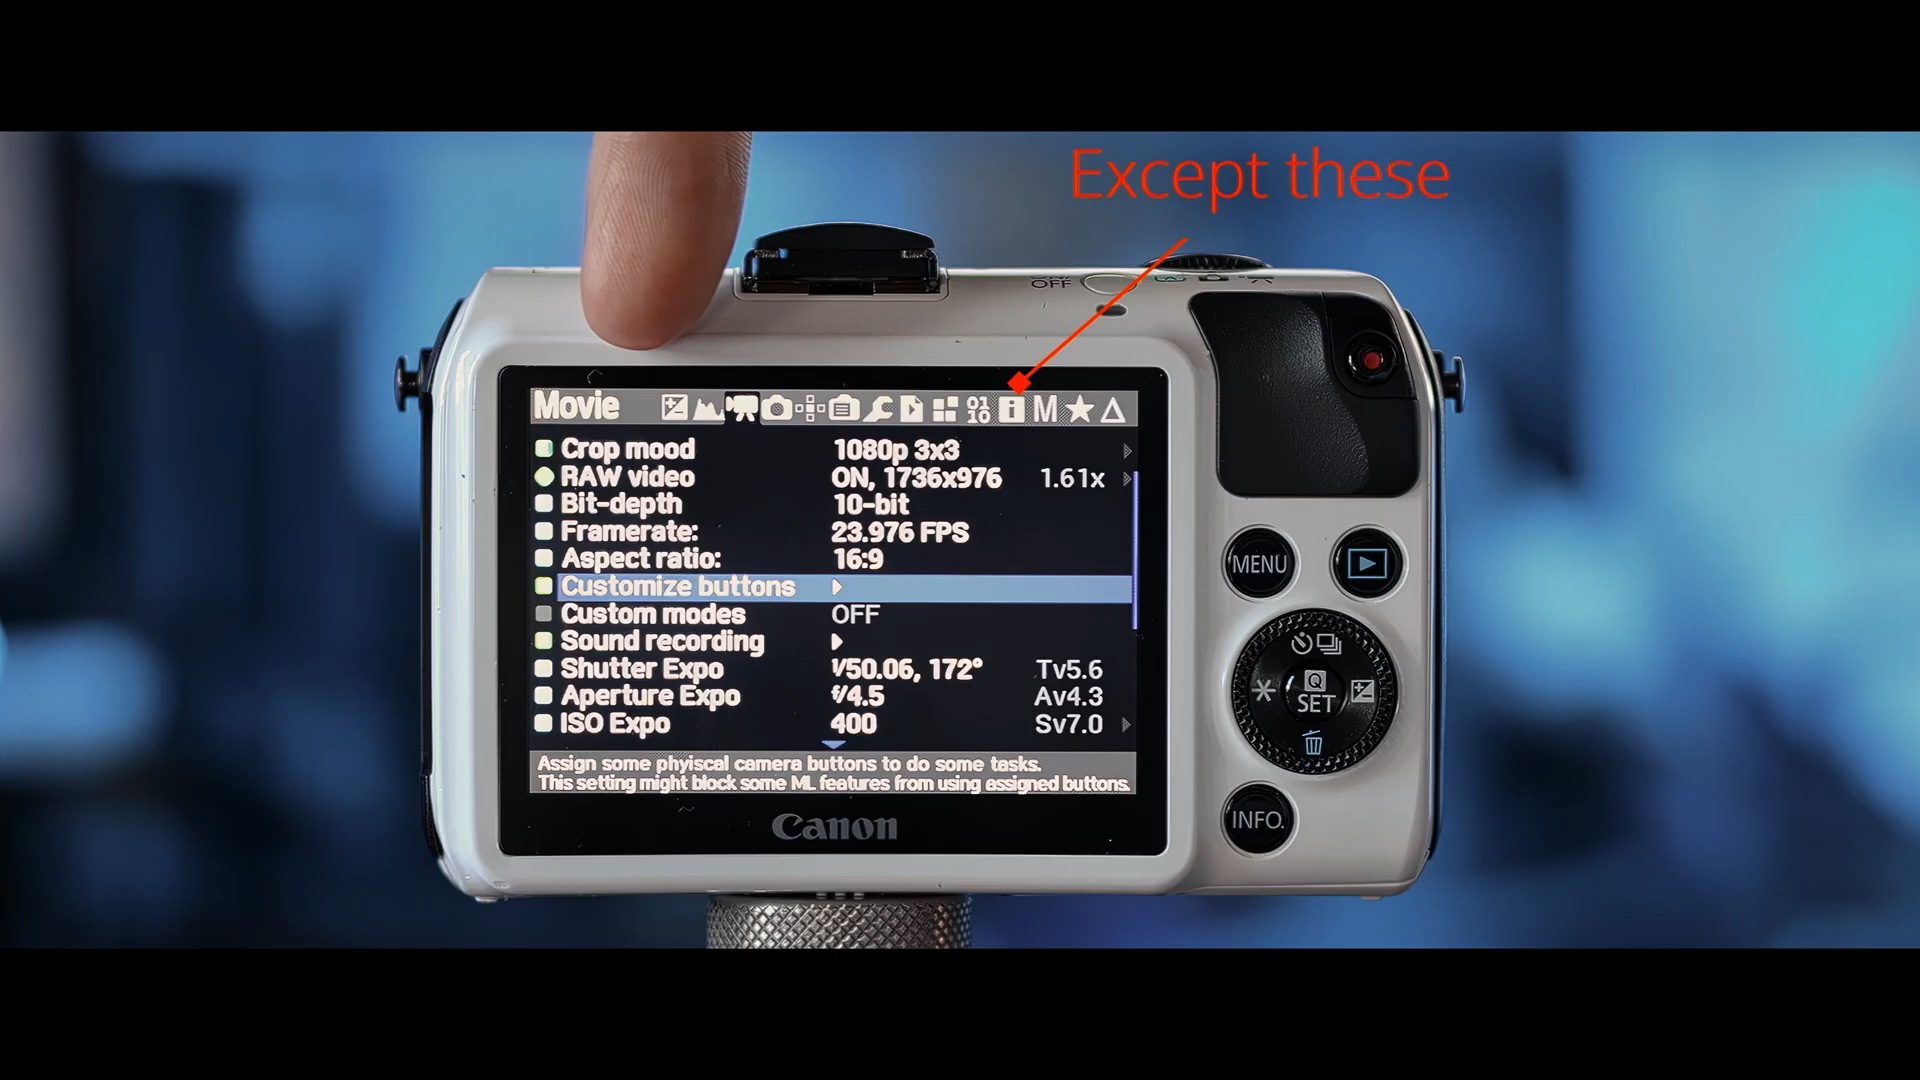 Except these
OFF
Movie M
Crop mood 1080p 3x3
RAW video ON, 1736x976 1.61x
Bit-depth 10-bit
Framerate: 23.976 FPS
Aspect ratio: 16:9
Customize buttons
Custom modes OFF
Sound recording
Shutter Expo 1/50.06, 172° Tv5.6
Aperture Expo f/4.5 Av4.3
ISO Expo 400 Sv7.0
Assign some phyiscal camera buttons to do some tasks.
This setting might block some ML features from using assigned buttons.
Canon
MENU
Q
SET
INFO.